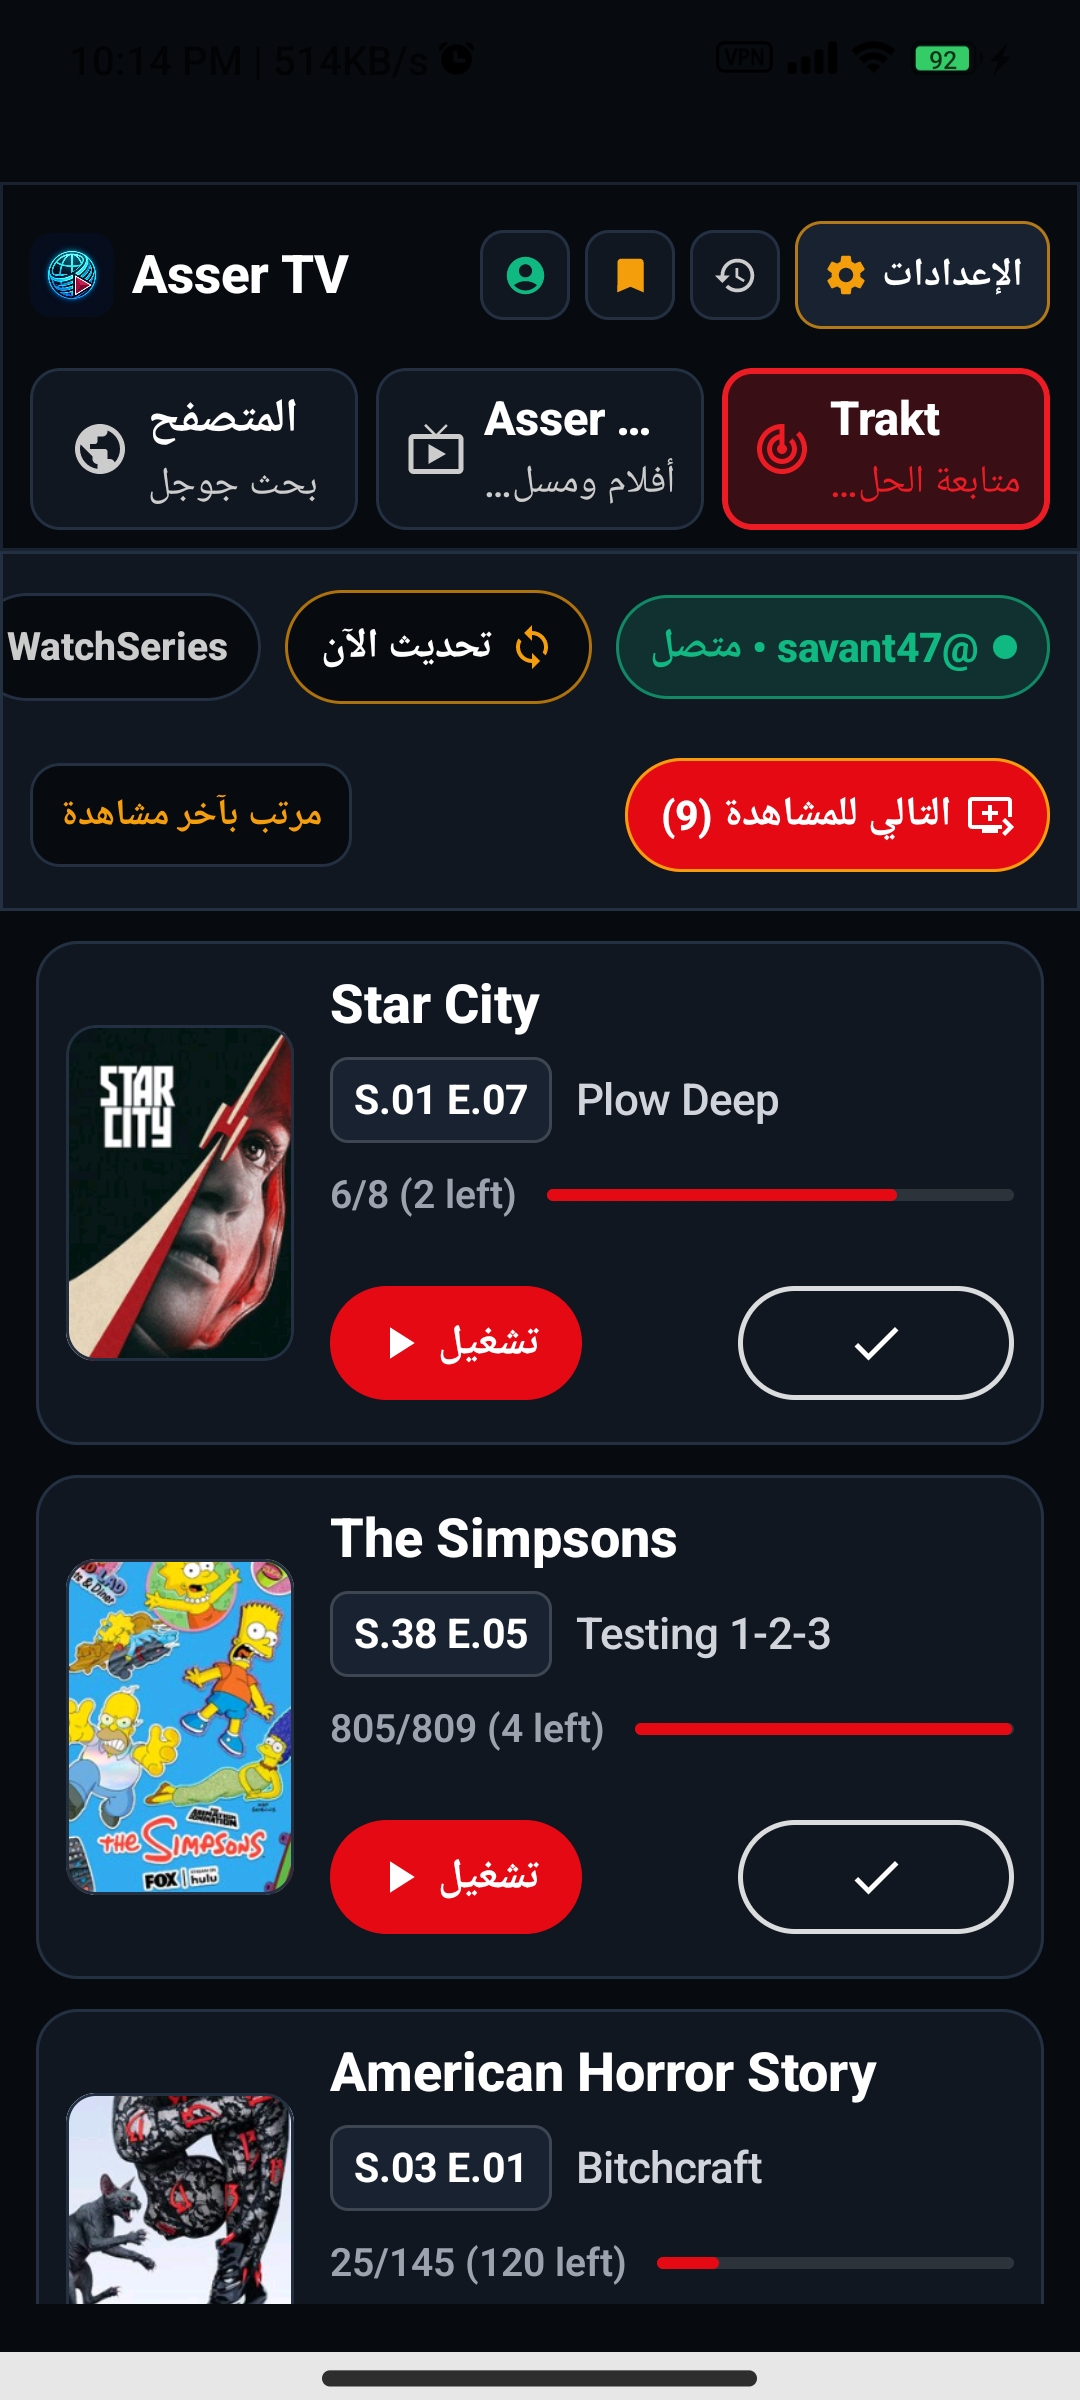 10:14 PM | 514KB/s
VPN
92
Asser TV
الإعدادات
Trakt
متابعة الحل...
Asser ...
أفلام ومسل...
المتصفح
بحث جوجل
@savant47 • متصل
تحديث الآن
WatchSeries
التالي للمشاهدة (9)
مرتب بآخر مشاهدة
STAR
CITY
Star City
S.01 E.07 Plow Deep
6/8 (2 left)
تشغيل
The Simpsons
S.38 E.05 Testing 1-2-3
805/809 (4 left)
تشغيل
THE SIMPSONS
FOX hulu
American Horror Story
S.03 E.01 Bitchcraft
25/145 (120 left)